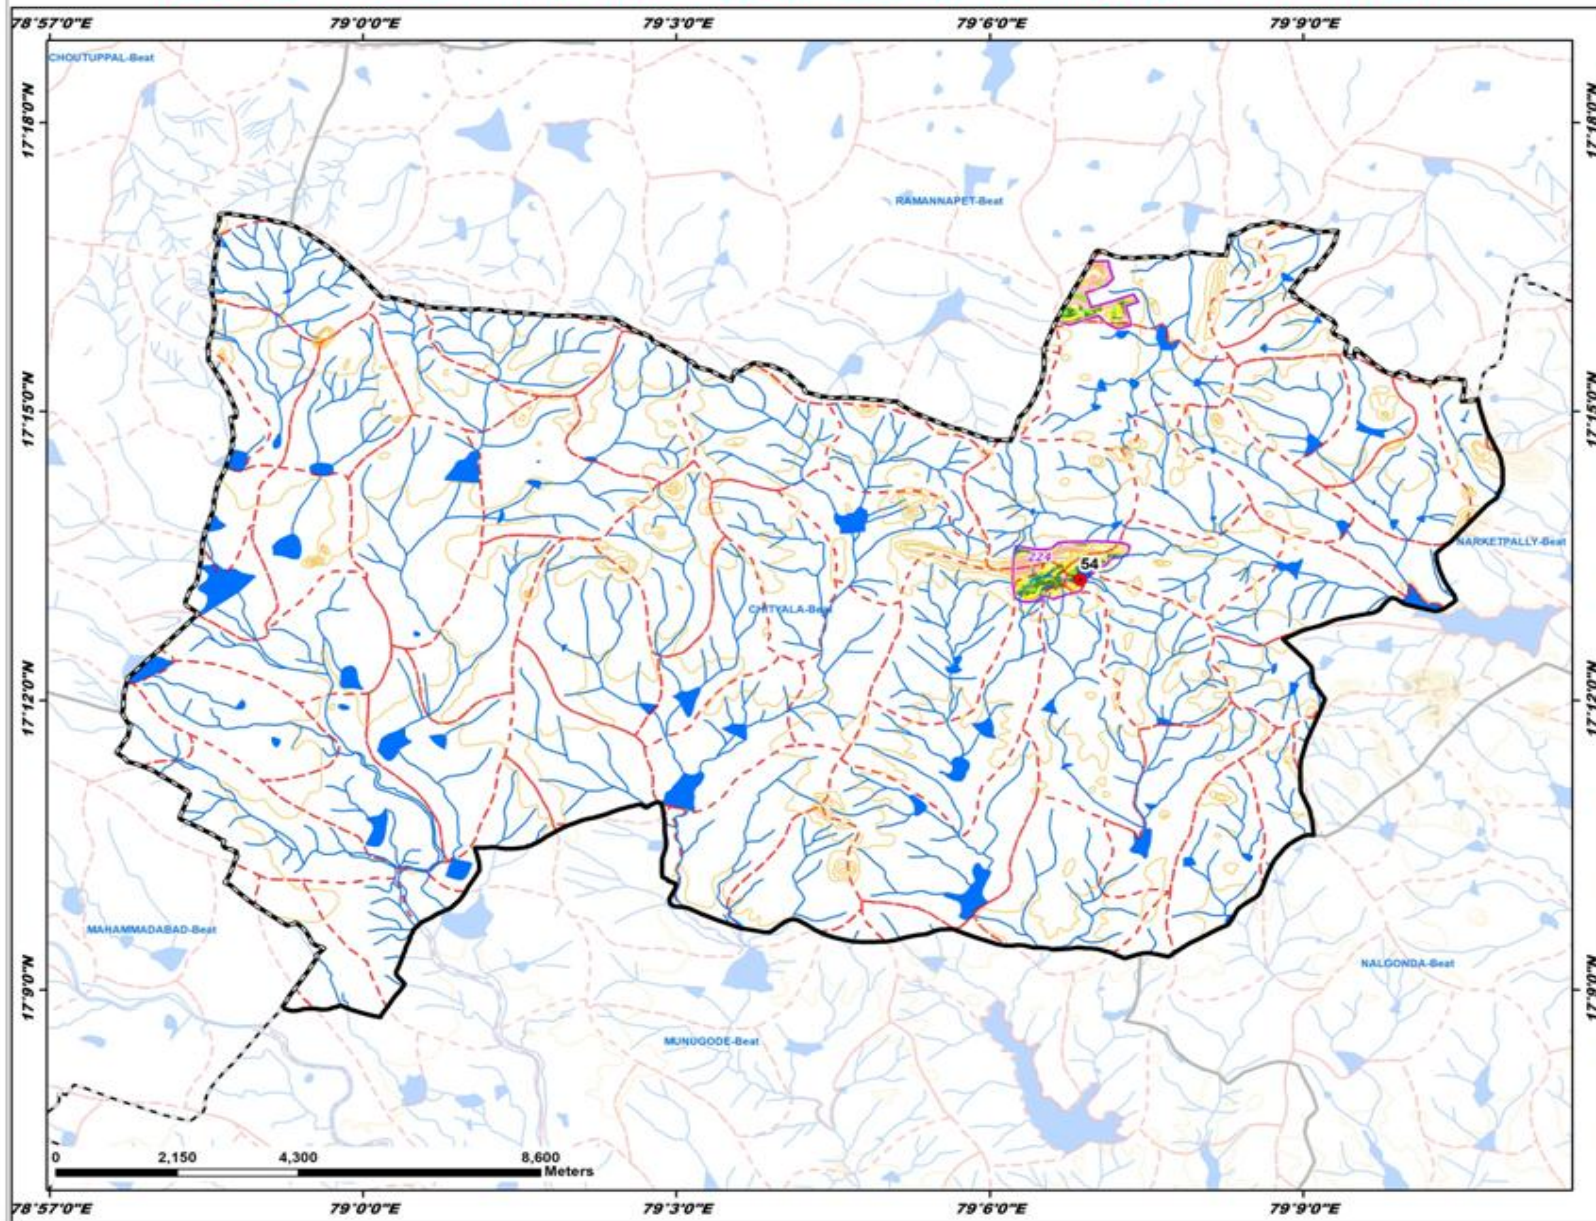 78°57'0"E 79°0'0"E 79°3'0"E 79°6'0"E 79°9'0"E
CHOUTUPPAL-Beat
17°18'0"N 17°18'0"N
RAMANNAPET-Beat
17°15'0"N 17°15'0"N
NARKETPALLY-Beat
224
54
CHITYALA-Beat
17°12'0"N 17°12'0"N
MAHAMMADABAD-Beat
NALGONDA-Beat
17°9'0"N 17°9'0"N
MUNUGODE-Beat
0 2,150 4,300 8,600
Meters
78°57'0"E 79°0'0"E 79°3'0"E 79°6'0"E 79°9'0"E